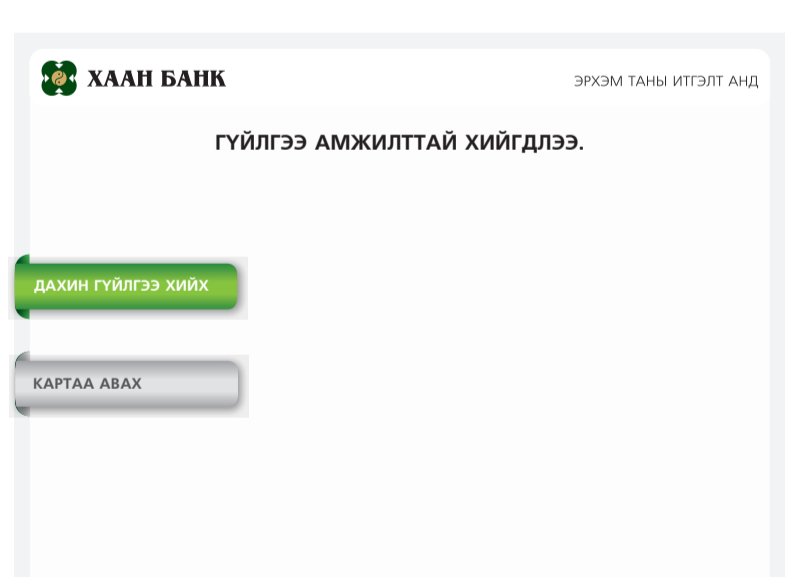 ХААН БАНК
ЭРХЭМ ТАНЫ ИТГЭЛТ АНД
ГҮЙЛГЭЭ АМЖИЛТТАЙ ХИЙГДЛЭЭ.
ДАХИН ГҮЙЛГЭЭ ХИЙХ
КАРТАА АВАХ